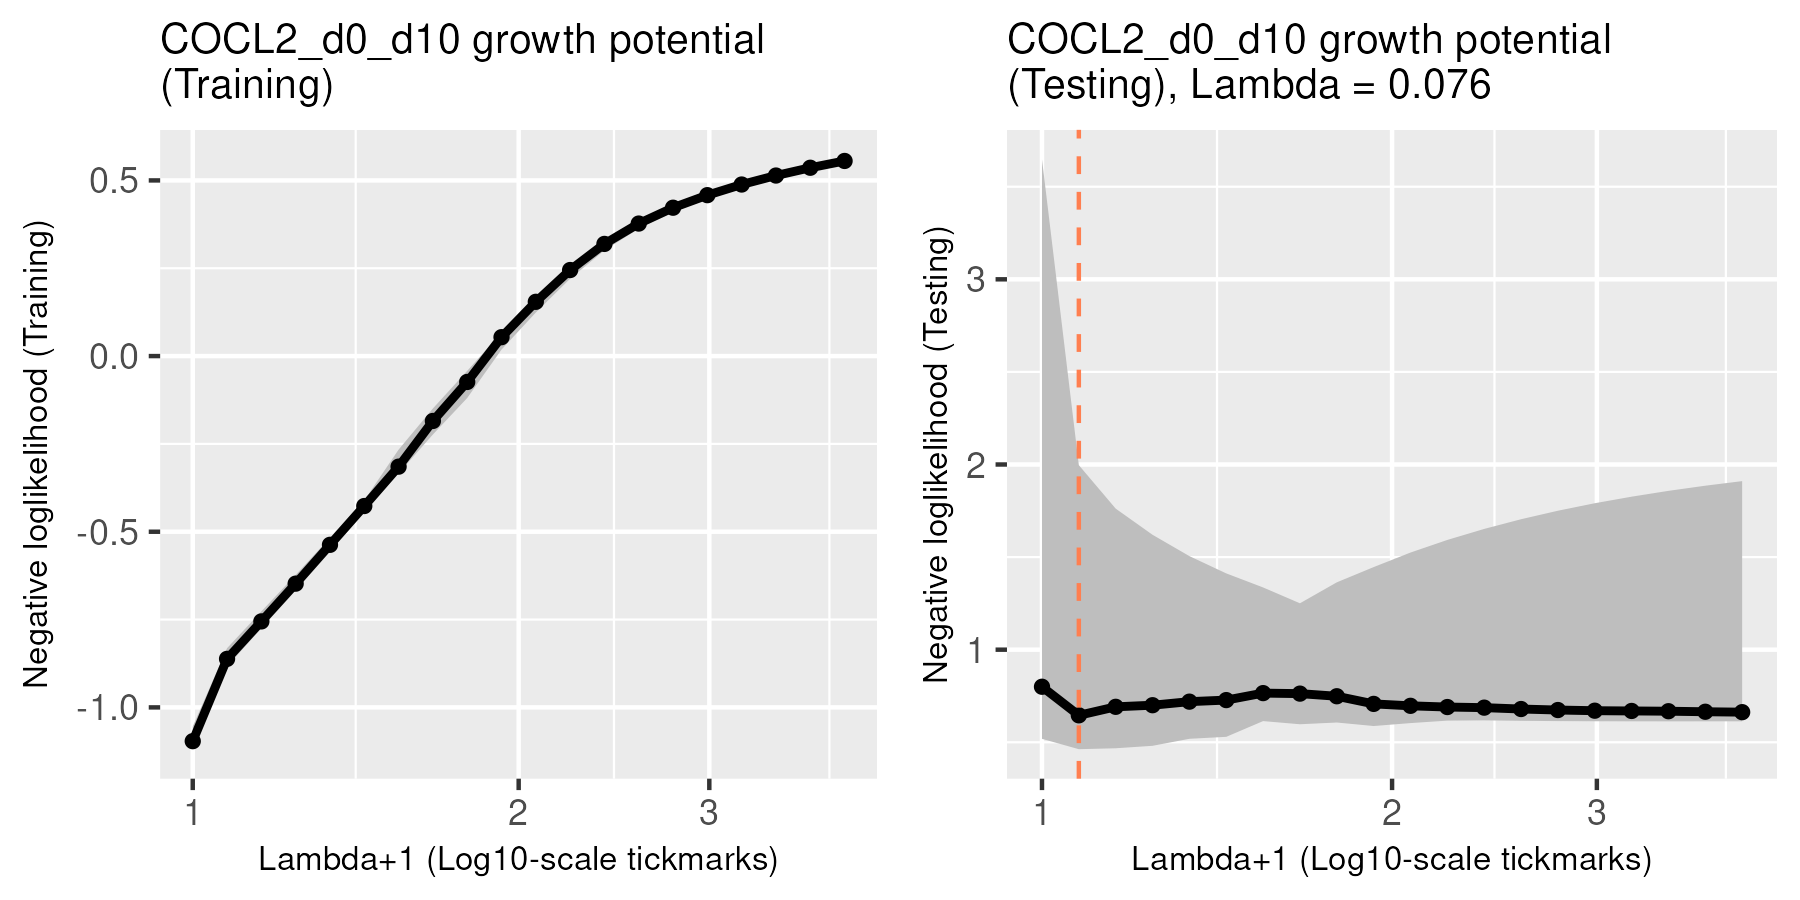 COCL2_d0_d10 growth potential
(Training)
Negative loglikelihood (Training)
0.5
0.0
-0.5
-1.0
1
2
3
Lambda+1 (Log10-scale tickmarks)
COCL2_d0_d10 growth potential
(Testing), Lambda = 0.076
Negative loglikelihood (Testing)
3
2
1
1
2
3
Lambda+1 (Log10-scale tickmarks)